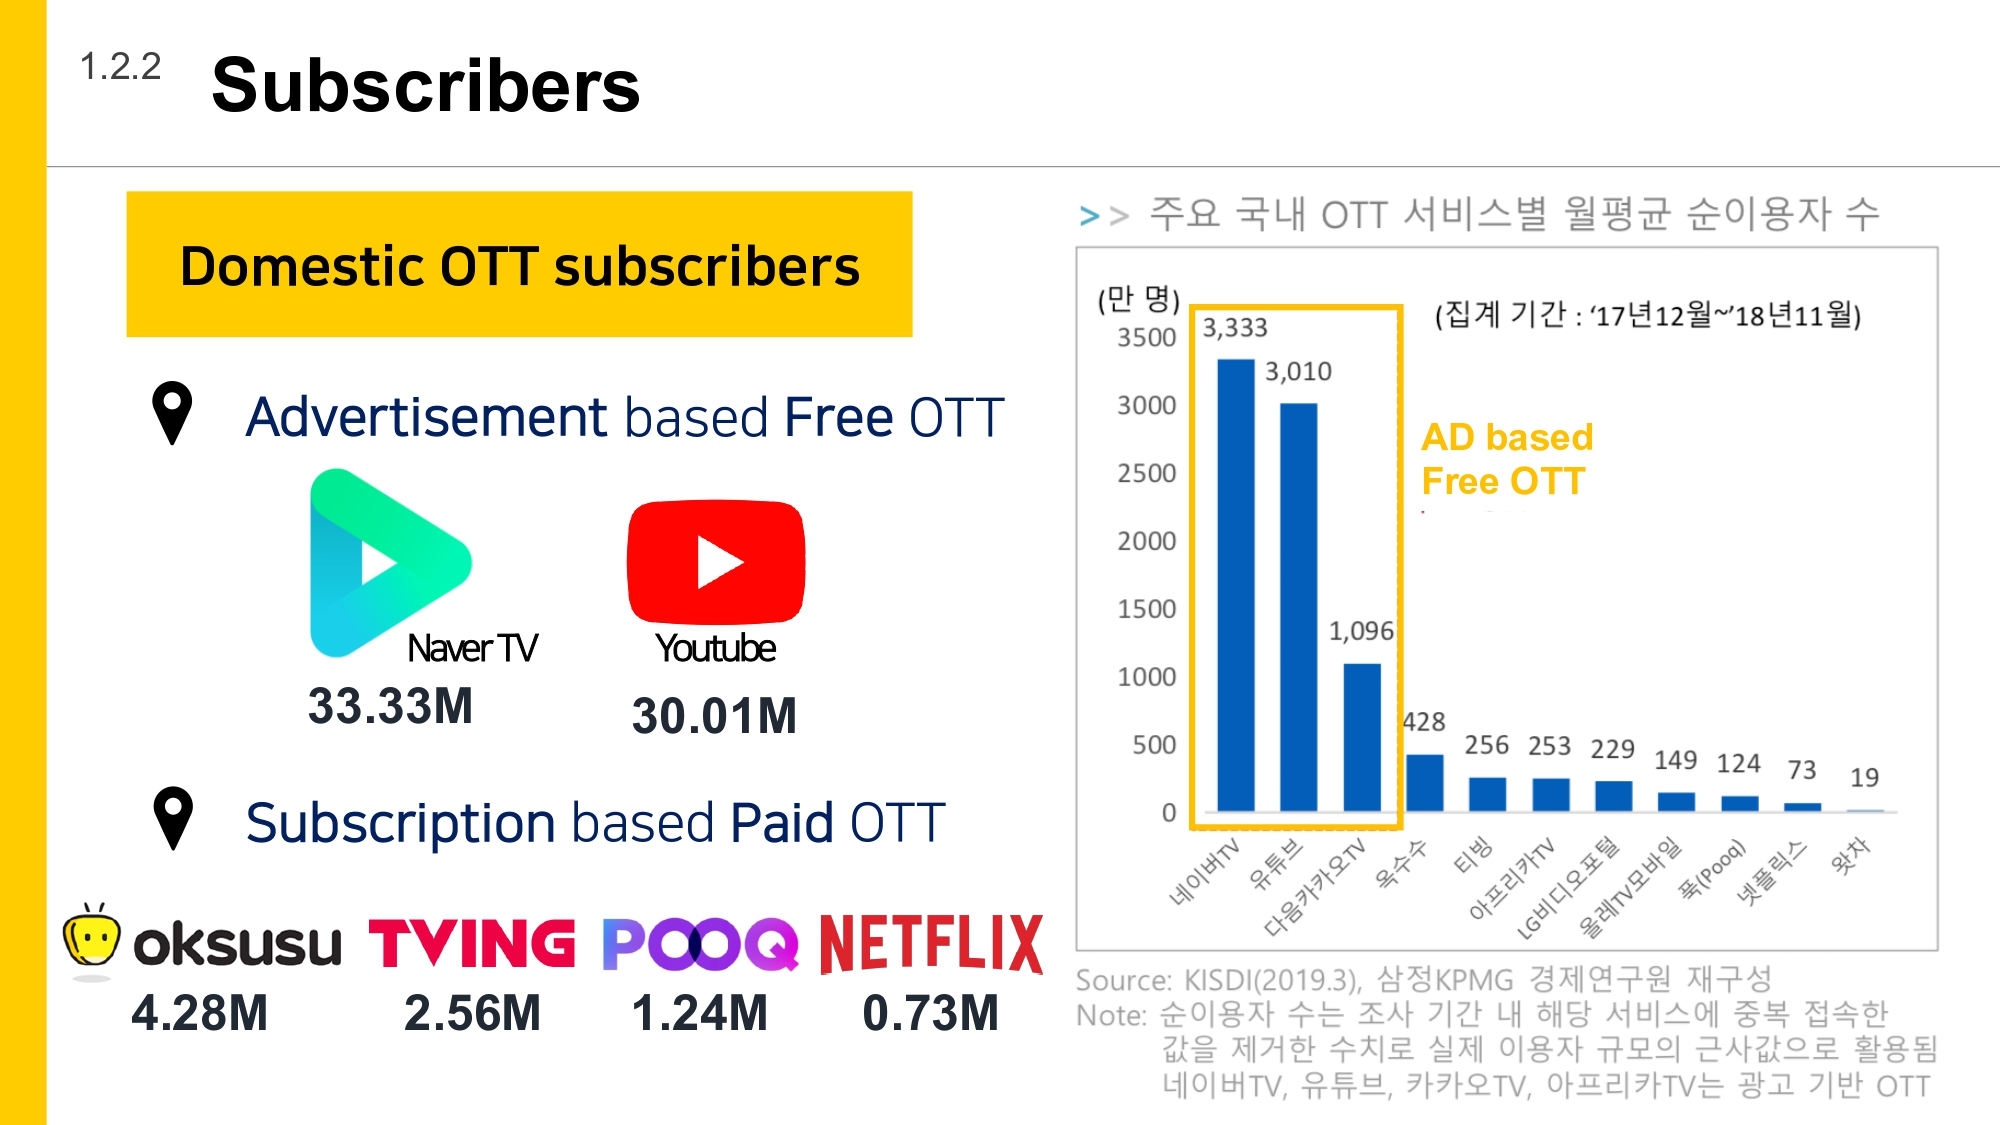 1.2.2
Subscribers
Domestic OTT subscribers
Advertisement based Free OTT
Naver TV
33.33M
Youtube
30.01M
Subscription based Paid OTT
oksusu
4.28M
TVING
2.56M
POOQ
1.24M
NETFLIX
0.73M
>> 주요 국내 OTT 서비스별 월평균 순이용자 수
(만 명)
(집계 기간 : ‘17년12월~’18년11월)
3500
3000
2500
2000
1500
1000
500
0
3,333
3,010
1,096
428
256
253
229
149
124
73
19
AD based
Free OTT
네이버TV
유튜브
다음카카오TV
옥수수
티빙
아프리카TV
LG비디오포털
올레TV모바일
푹(Pooq)
넷플릭스
왓차
Source: KISDI(2019.3), 삼정KPMG 경제연구원 재구성
Note: 순이용자 수는 조사 기간 내 해당 서비스에 중복 접속한
값을 제거한 수치로 실제 이용자 규모의 근사값으로 활용됨
네이버TV, 유튜브, 카카오TV, 아프리카TV는 광고 기반 OTT